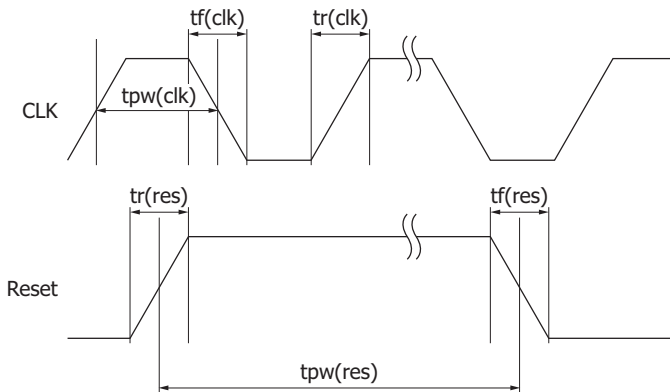 tf(clk) tr(clk)
tpw(clk)
CLK
tr(res) tf(res)
Reset
tpw(res)